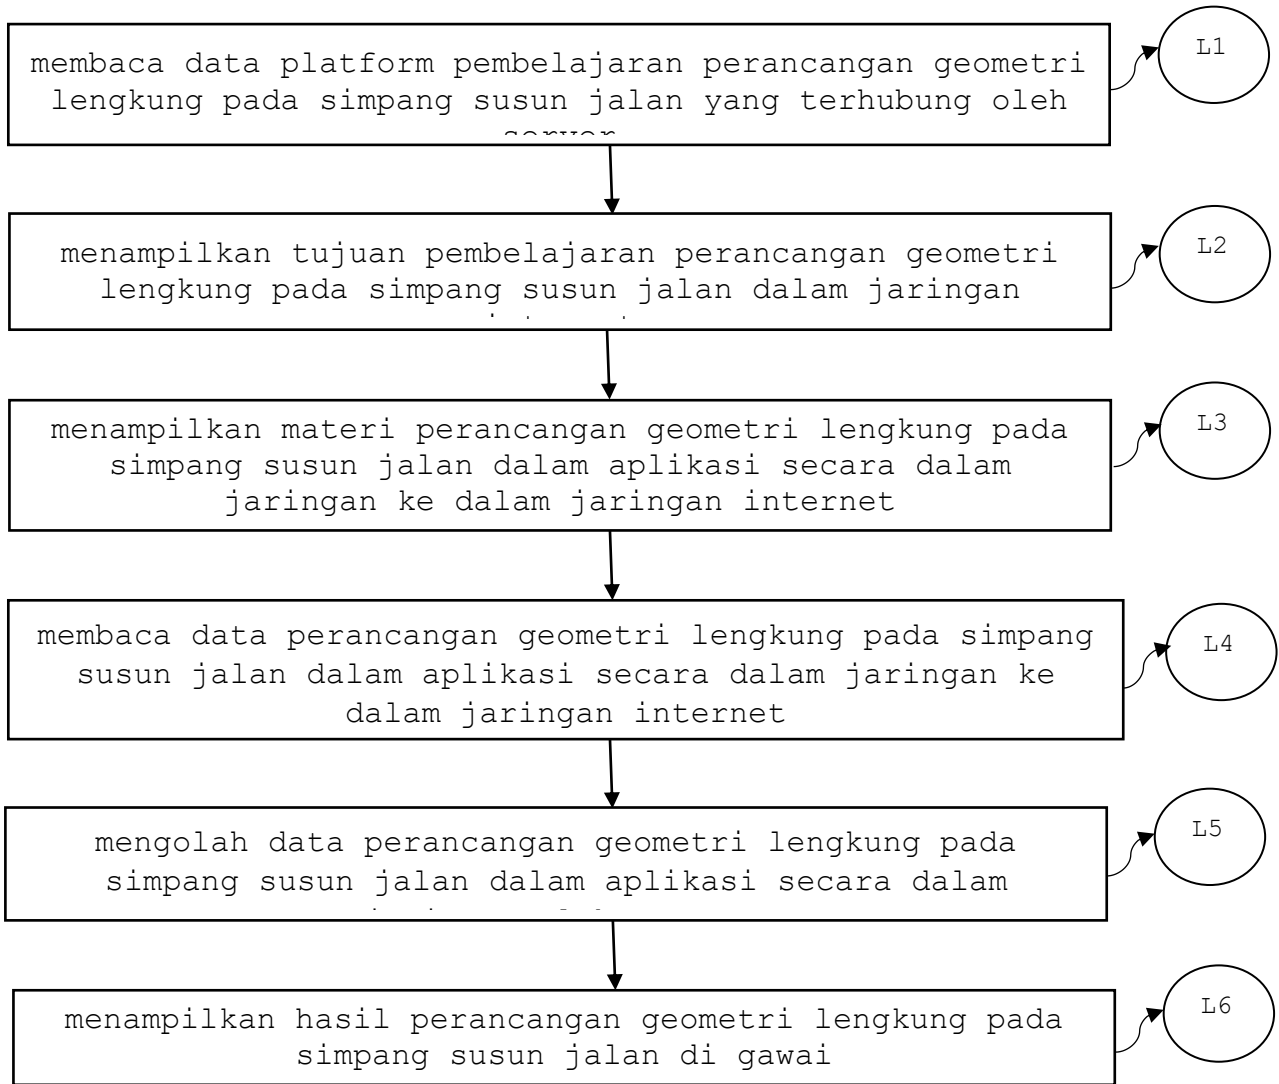 membaca data platform pembelajaran perancangan geometri
L1
lengkung pada simpang susun jalan yang terhubung oleh
server
menampilkan tujuan pembelajaran perancangan geometri
L2
lengkung pada simpang susun jalan dalam jaringan
menampilkan materi perancangan geometri lengkung pada
L3
simpang susun jalan dalam aplikasi secara dalam
jaringan ke dalam jaringan internet
membaca data perancangan geometri lengkung pada simpang
L4
susun jalan dalam aplikasi secara dalam jaringan ke
dalam jaringan internet
mengolah data perancangan geometri lengkung pada
L5
simpang susun jalan dalam aplikasi secara dalam
menampilkan hasil perancangan geometri lengkung pada
L6
simpang susun jalan di gawai